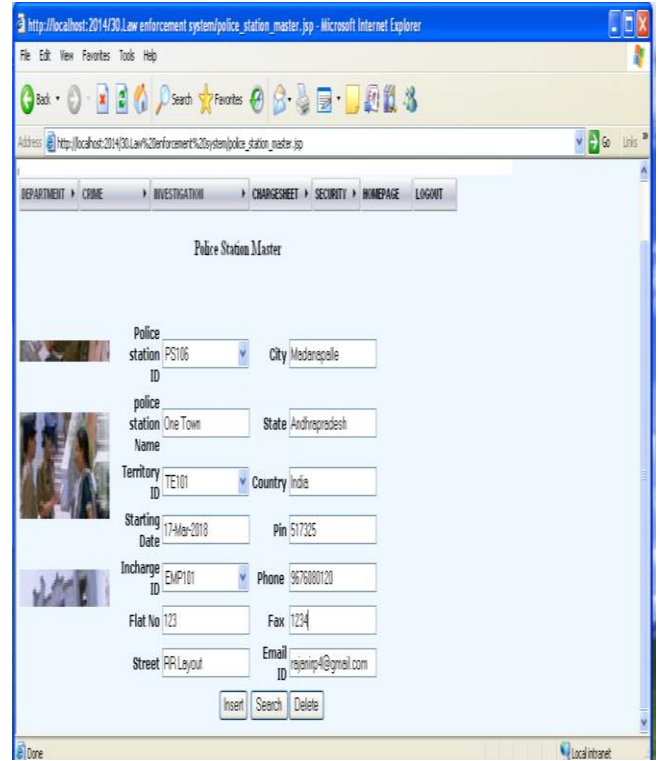 http://localhost:2014/30.Law enforcement system/police_station_master.jsp - Microsoft Internet Explorer
File Edit View Favorites Tools Help
Back Search Favorites
Address http://localhost:2014/30.Law%20enforcement%20system/police_station_master.jsp Go Links »
DEPARTMENT CRIME INVESTIGATION CHARGESHEET SECURITY HOMEPAGE LOGOUT
Police Station Master
Police station ID PS106 City Madanapalle
police station Name One Town State Andhrapradesh
Territory ID TE101 Country India
Starting Date 17-Mar-2018 Pin 517325
Incharge ID EMP101 Phone 9676080120
Flat No 123 Fax 1234
Street RR Layout Email ID rajanirp4@gmail.com
Insert Search Delete
Done Local intranet